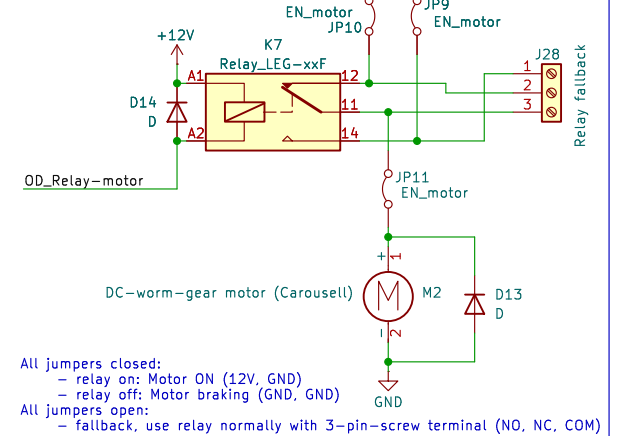 EN_motor
JP10
JP9
EN_motor
+12V
K7
Relay_LEG-xxF
J28
A1
12
1
D14
D
2
11
3
Relay fallback
A2
14
OD_Relay-motor
JP11
EN_motor
+
1
DC-worm-gear motor (Carousell)
M
M2
D13
D
-
2
GND
All jumpers closed:
- relay on: Motor ON (12V, GND)
- relay off: Motor braking (GND, GND)
All jumpers open:
- fallback, use relay normally with 3-pin-screw terminal (NO, NC, COM)